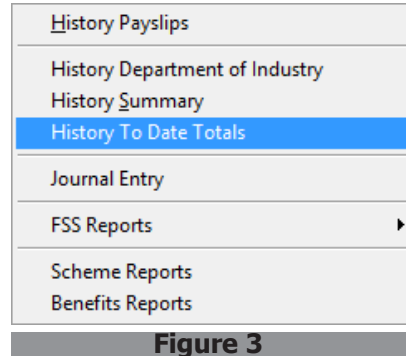 History Payslips
History Department of Industry
History Summary
History To Date Totals
Journal Entry
FSS Reports
Scheme Reports
Benefits Reports
Figure 3